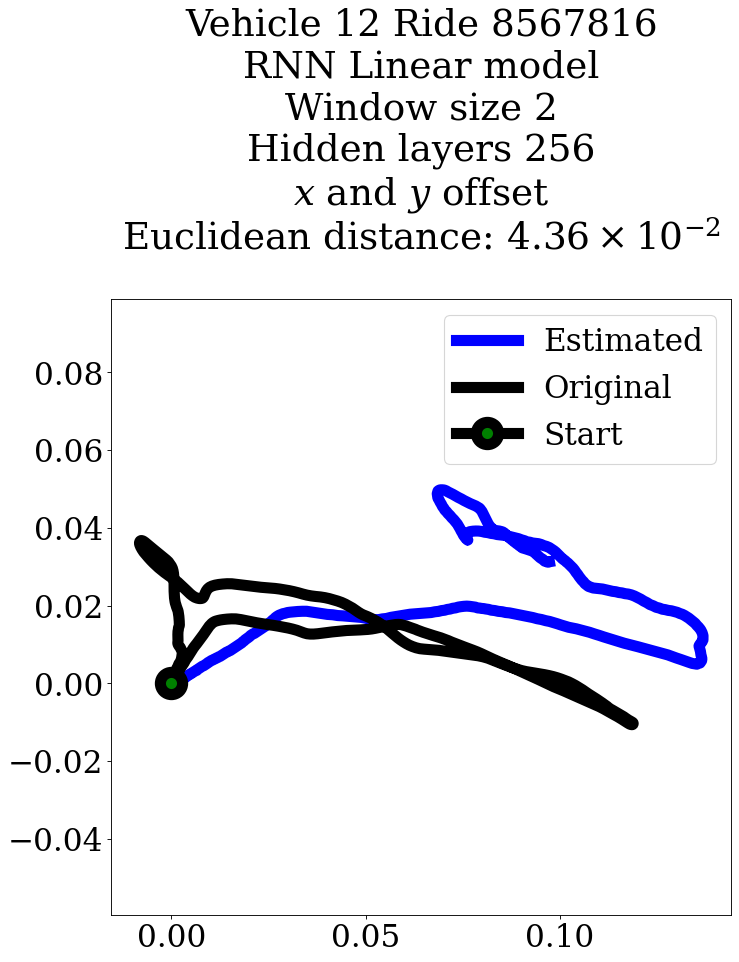 Vehicle 12 Ride 8567816
RNN Linear model
Window size 2
Hidden layers 256
x and y offset
Euclidean distance: 4.36 × 10⁻²
Estimated
Original
Start
0.08
0.06
0.04
0.02
0.00
−0.02
−0.04
0.00 0.05 0.10